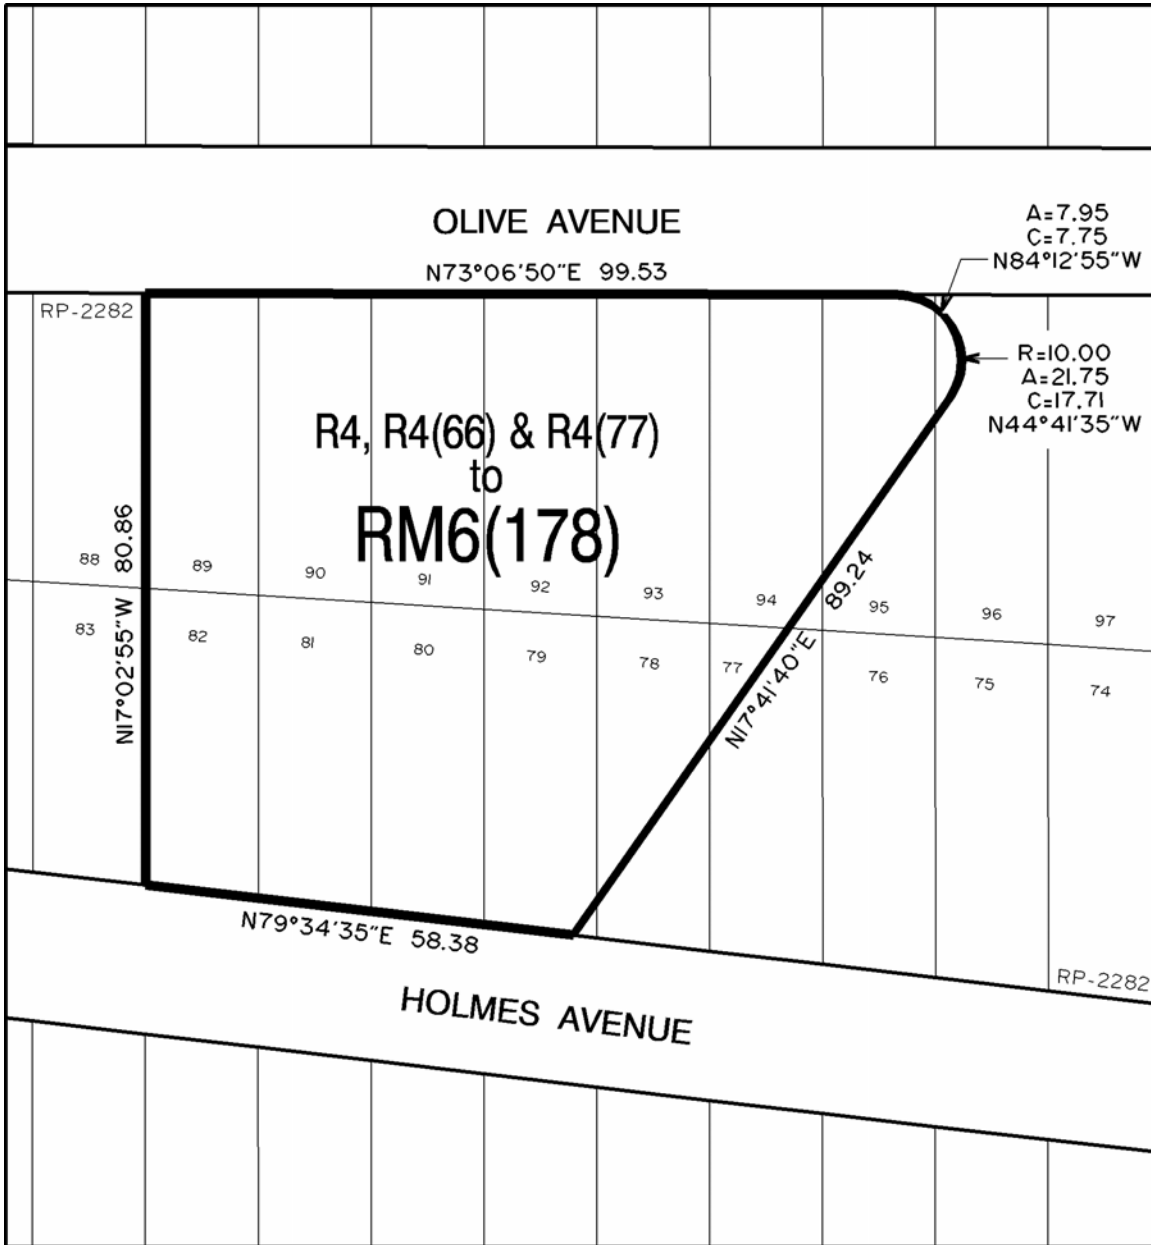 OLIVE AVENUE
A=7.95
C=7.75
N84°12'55"W
N73°06'50"E 99.53
RP-2282
R=10.00
A=21.75
C=17.71
N44°41'35"W
R4, R4(66) & R4(77)
to
RM6(178)
N17°02'55"W 80.86
N17°41'40"E 89.24
88 89 90 91 92 93 94 95 96 97
83 82 81 80 79 78 77 76 75 74
N79°34'35"E 58.38
RP-2282
HOLMES AVENUE